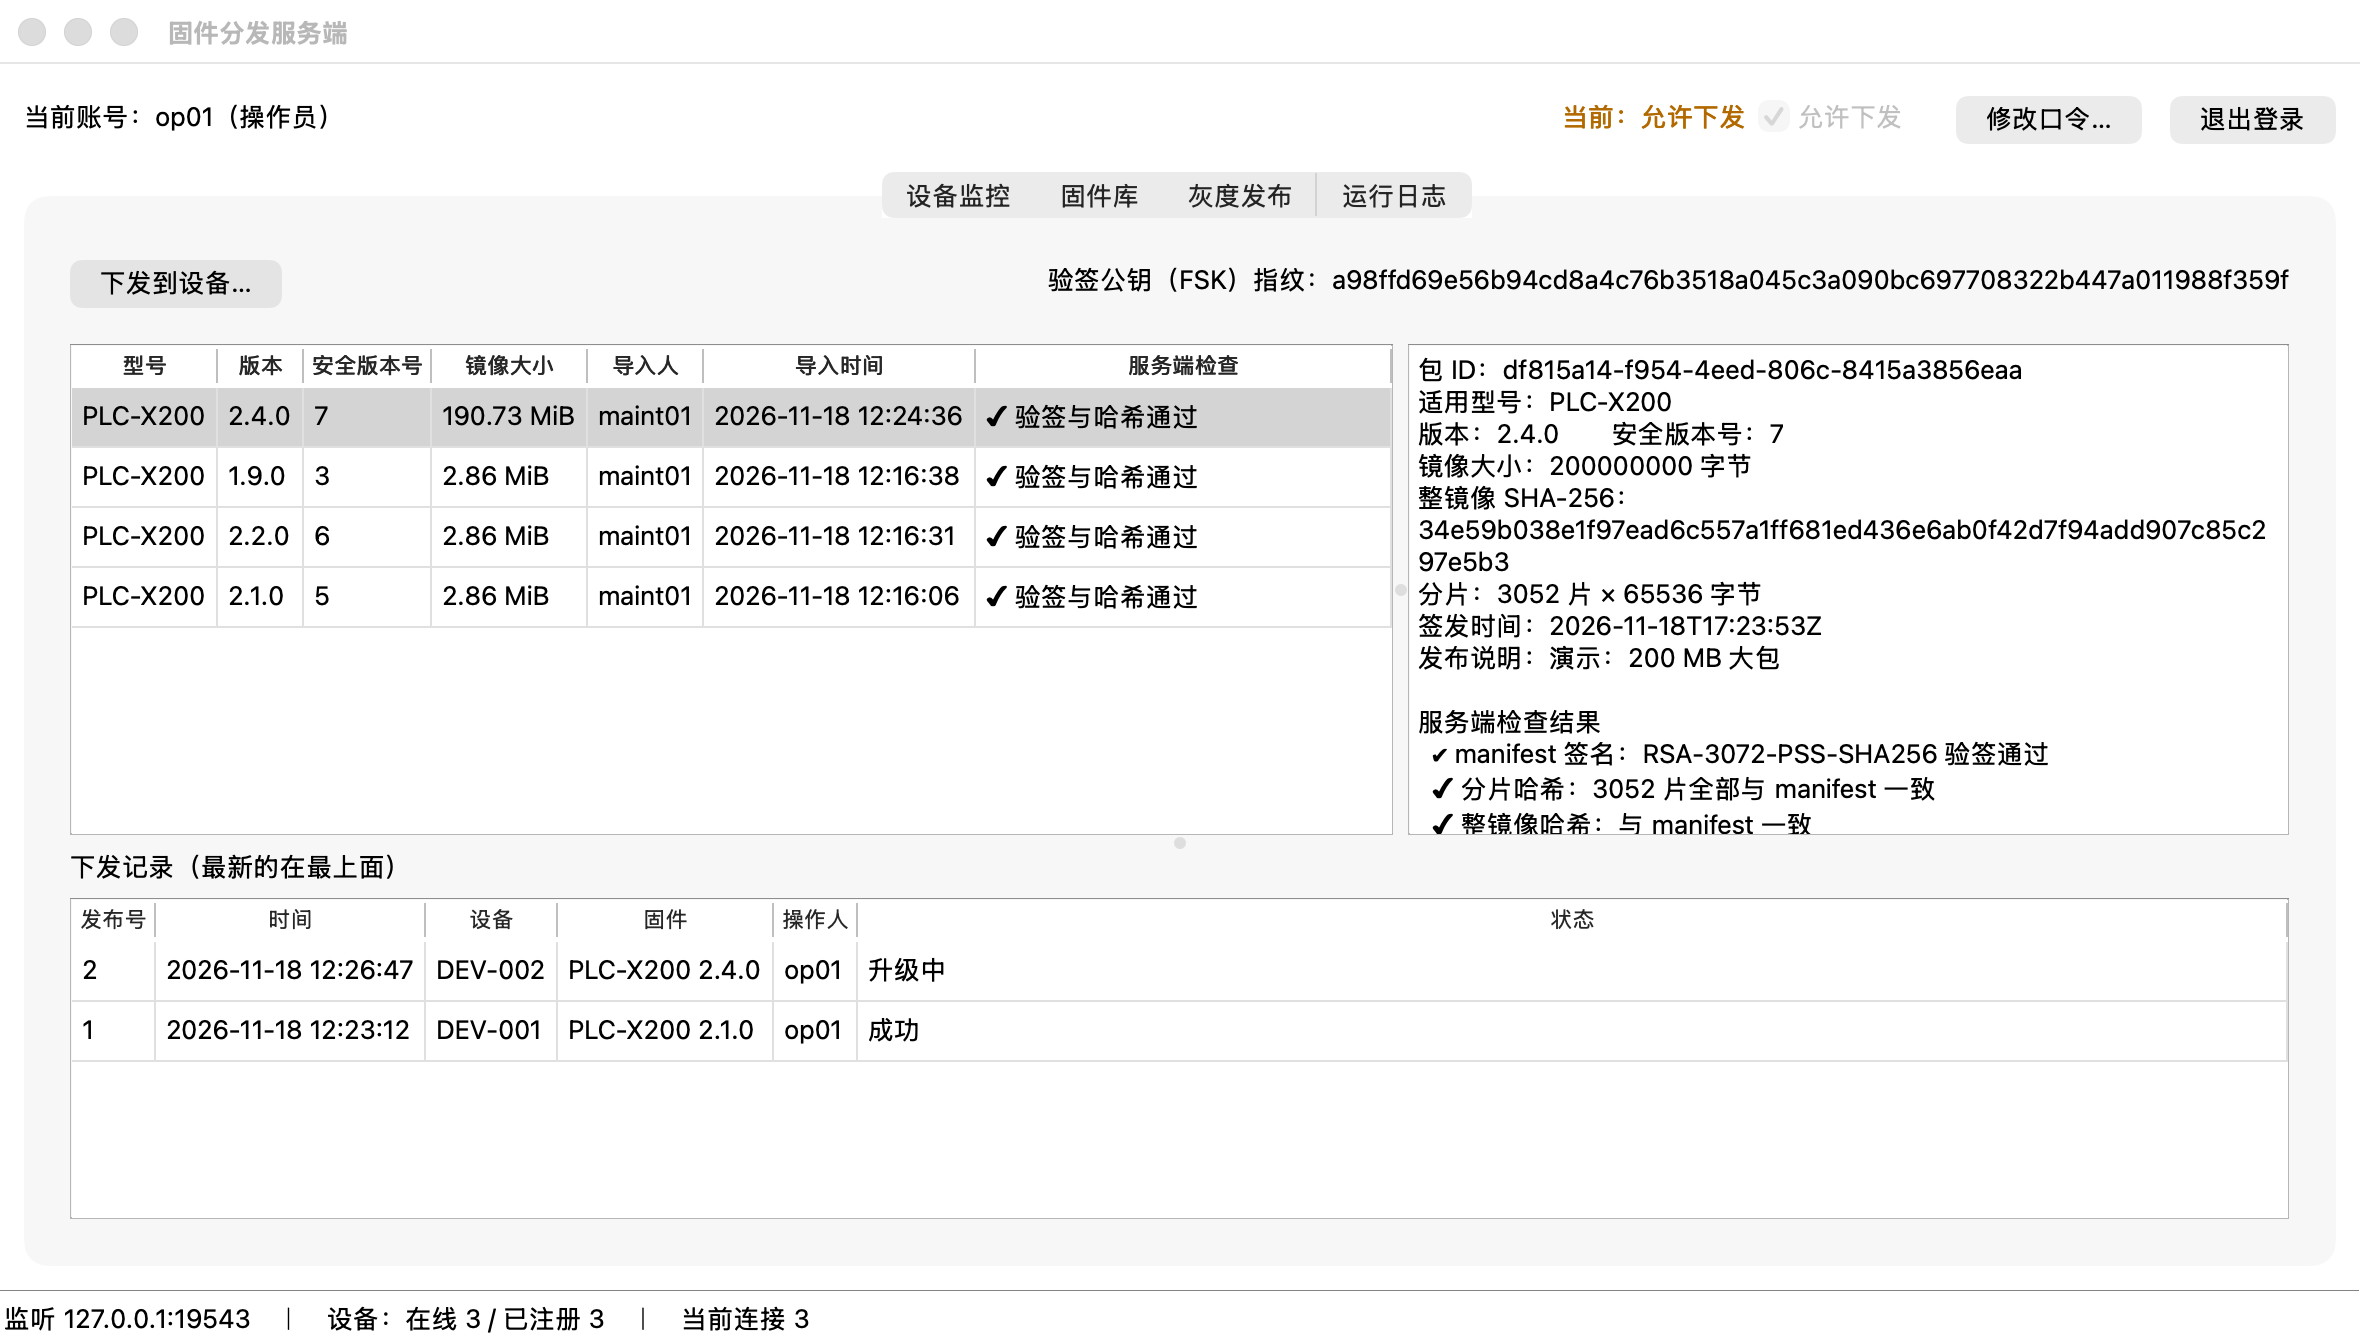 固件分发服务端
当前账号：op01（操作员）
当前：允许下发 允许下发 修改口令... 退出登录
设备监控 固件库 灰度发布 运行日志
下发到设备... 验签公钥（FSK）指纹：a98ffd69e56b94cd8a4c76b3518a045c3a090bc697708322b447a011988f359f
型号 版本 安全版本号 镜像大小 导入人 导入时间 服务端检查
PLC-X200 2.4.0 7 190.73 MiB maint01 2026-11-18 12:24:36 ✔ 验签与哈希通过
PLC-X200 1.9.0 3 2.86 MiB maint01 2026-11-18 12:16:38 ✔ 验签与哈希通过
PLC-X200 2.2.0 6 2.86 MiB maint01 2026-11-18 12:16:31 ✔ 验签与哈希通过
PLC-X200 2.1.0 5 2.86 MiB maint01 2026-11-18 12:16:06 ✔ 验签与哈希通过
包 ID：df815a14-f954-4eed-806c-8415a3856eaa
适用型号：PLC-X200
版本：2.4.0 安全版本号：7
镜像大小：200000000 字节
整镜像 SHA-256：
34e59b038e1f97ead6c557a1ff681ed436e6ab0f42d7f94add907c85c2
97e5b3
分片：3052 片 × 65536 字节
签发时间：2026-11-18T17:23:53Z
发布说明：演示：200 MB 大包
服务端检查结果
✔ manifest 签名：RSA-3072-PSS-SHA256 验签通过
✔ 分片哈希：3052 片全部与 manifest 一致
✔ 整镜像哈希：与 manifest 一致
下发记录（最新的在最上面）
发布号 时间 设备 固件 操作人 状态
2 2026-11-18 12:26:47 DEV-002 PLC-X200 2.4.0 op01 升级中
1 2026-11-18 12:23:12 DEV-001 PLC-X200 2.1.0 op01 成功
监听 127.0.0.1:19543 | 设备：在线 3 / 已注册 3 | 当前连接 3